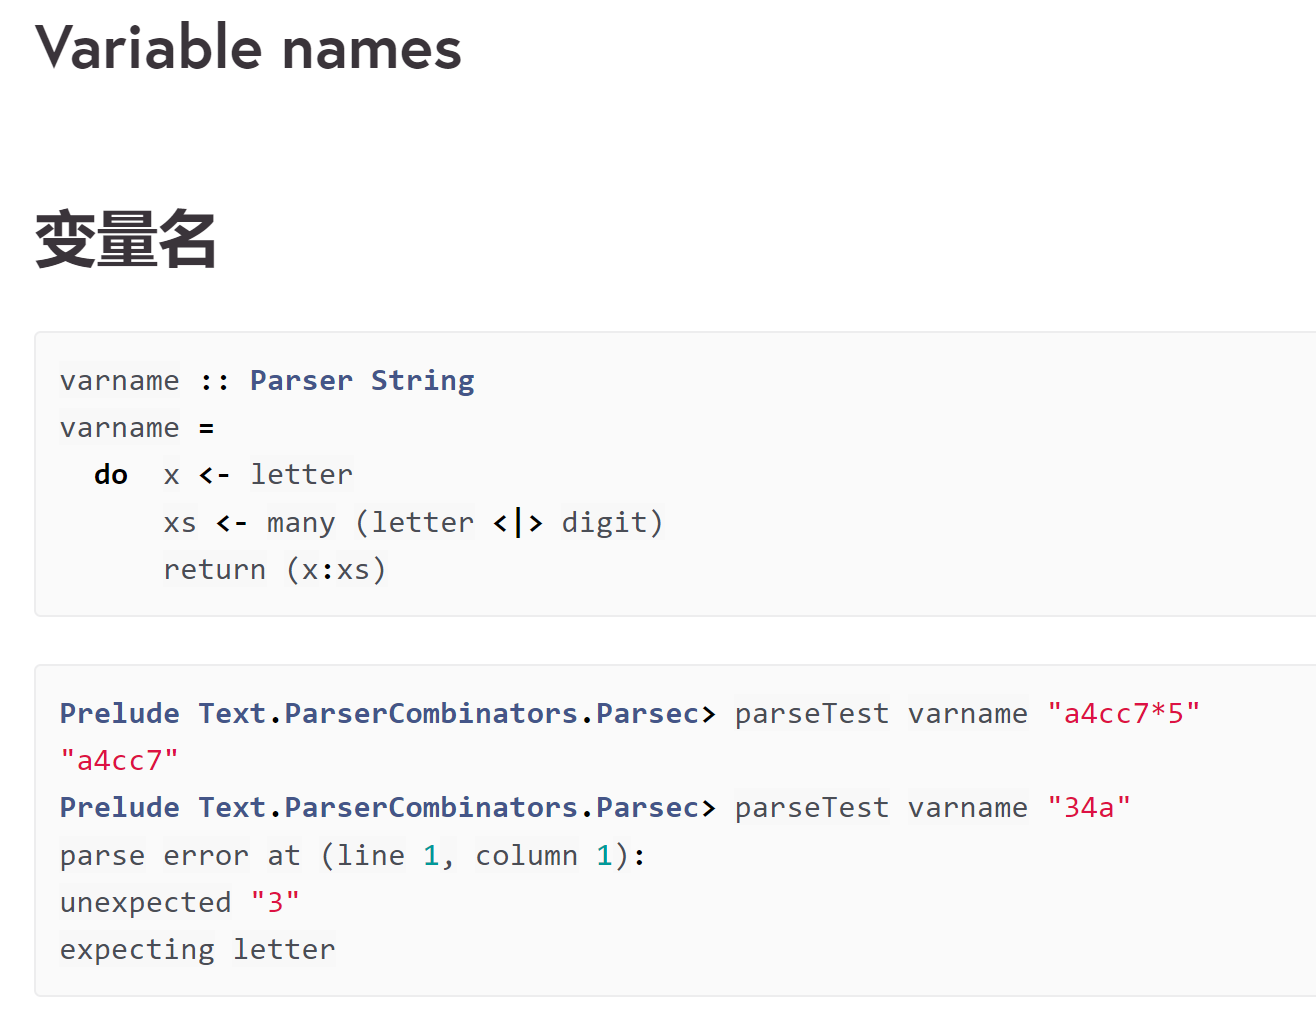 Variable names
变量名
varname :: Parser String
varname =
  do  x <- letter
      xs <- many (letter <|> digit)
      return (x:xs)
Prelude Text.ParserCombinators.Parsec> parseTest varname "a4cc7*5"
"a4cc7"
Prelude Text.ParserCombinators.Parsec> parseTest varname "34a"
parse error at (line 1, column 1):
unexpected "3"
expecting letter